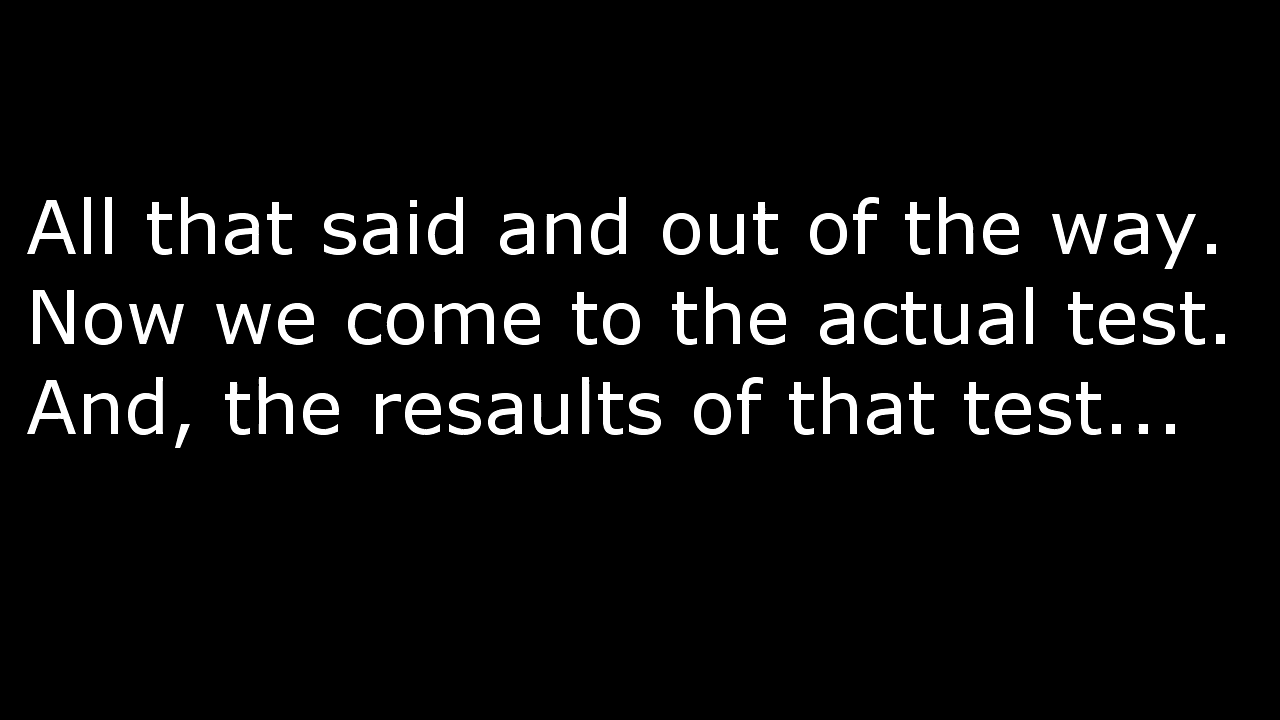 All that said and out of the way.
Now we come to the actual test.
And, the resaults of that test...